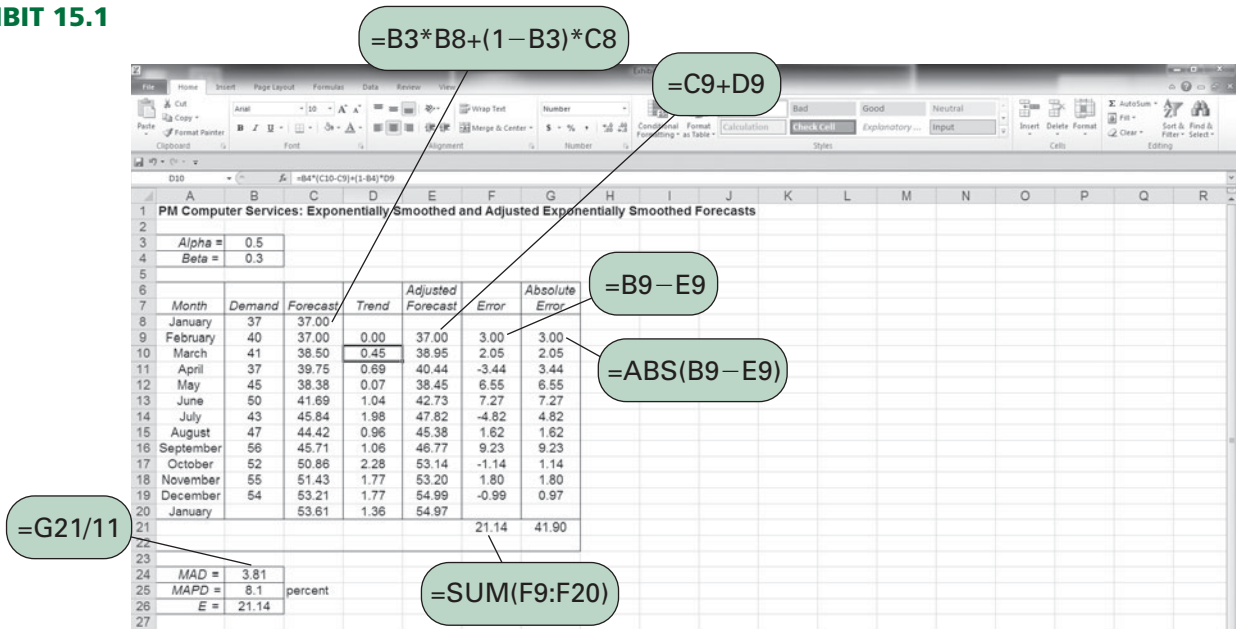 IBIT 15.1
=B3*B8+(1−B3)*C8
=C9+D9
File Home Insert Page Layout Formulas Data Review View
Cut
Copy
Format Painter
Paste
Clipboard
Arial 10
Font
Wrap Text
Merge & Center
Alignment
Number
Number
Conditional Formatting
Format as Table
Bad Good Neutral
Calculation Check Cell Explanatory ... Input
Styles
Insert Delete Format
Cells
AutoSum
Fill
Clear
Sort & Filter
Find & Select
Editing
D10 fx =B4*(C10-C9)+(1-B4)*D9
A B C D E F G H I J K L M N O P Q R
1 PM Computer Services: Exponentially Smoothed and Adjusted Exponentially Smoothed Forecasts
2
3 Alpha = 0.5
4 Beta = 0.3
5
6 Adjusted Absolute
7 Month Demand Forecast Trend Forecast Error Error
8 January 37 37.00
9 February 40 37.00 0.00 37.00 3.00 3.00
10 March 41 38.50 0.45 38.95 2.05 2.05
11 April 37 39.75 0.69 40.44 -3.44 3.44
12 May 45 38.38 0.07 38.45 6.55 6.55
13 June 50 41.69 1.04 42.73 7.27 7.27
14 July 43 45.84 1.98 47.82 -4.82 4.82
15 August 47 44.42 0.96 45.38 1.62 1.62
16 September 56 45.71 1.06 46.77 9.23 9.23
17 October 52 50.86 2.28 53.14 -1.14 1.14
18 November 55 51.43 1.77 53.20 1.80 1.80
19 December 54 53.21 1.77 54.99 -0.99 0.97
20 January 53.61 1.36 54.97
21 21.14 41.90
22
23
24 MAD = 3.81
25 MAPD = 8.1 percent
26 E = 21.14
27
=B9−E9
=ABS(B9−E9)
=G21/11
=SUM(F9:F20)